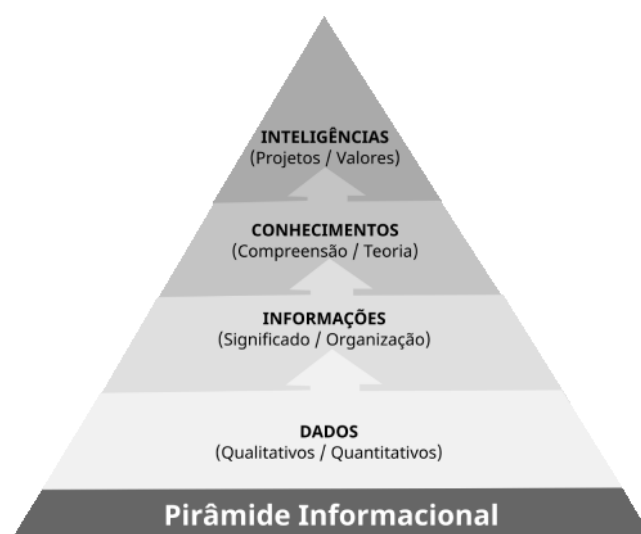 INTELIGÊNCIAS
(Projetos / Valores)
CONHECIMENTOS
(Compreensão / Teoria)
INFORMAÇÕES
(Significado / Organização)
DADOS
(Qualitativos / Quantitativos)
Pirâmide Informacional